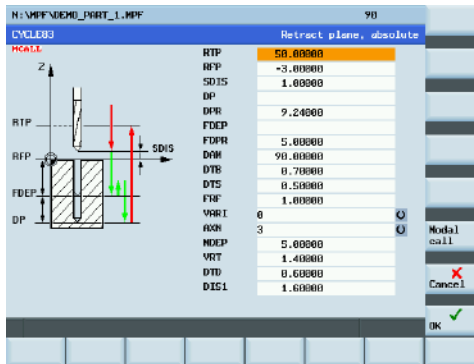 N:\MPF\DEMO_PART_1.MPF 90
CYCLE83 Retract plane, absolute
MCALL
Z
RTP
RFP
FDEP
DP
SDIS
RTP 50.00000
RFP -3.00000
SDIS 1.00000
DP
DPR 9.24000
FDEP
FDPR 5.00000
DAM 90.00000
DTB 0.70000
DTS 0.50000
FRF 1.00000
VARI 0
AXN 3
MDEP 5.00000
VRT 1.40000
DTD 0.60000
DIS1 1.60000
Modal
call
Cancel
OK